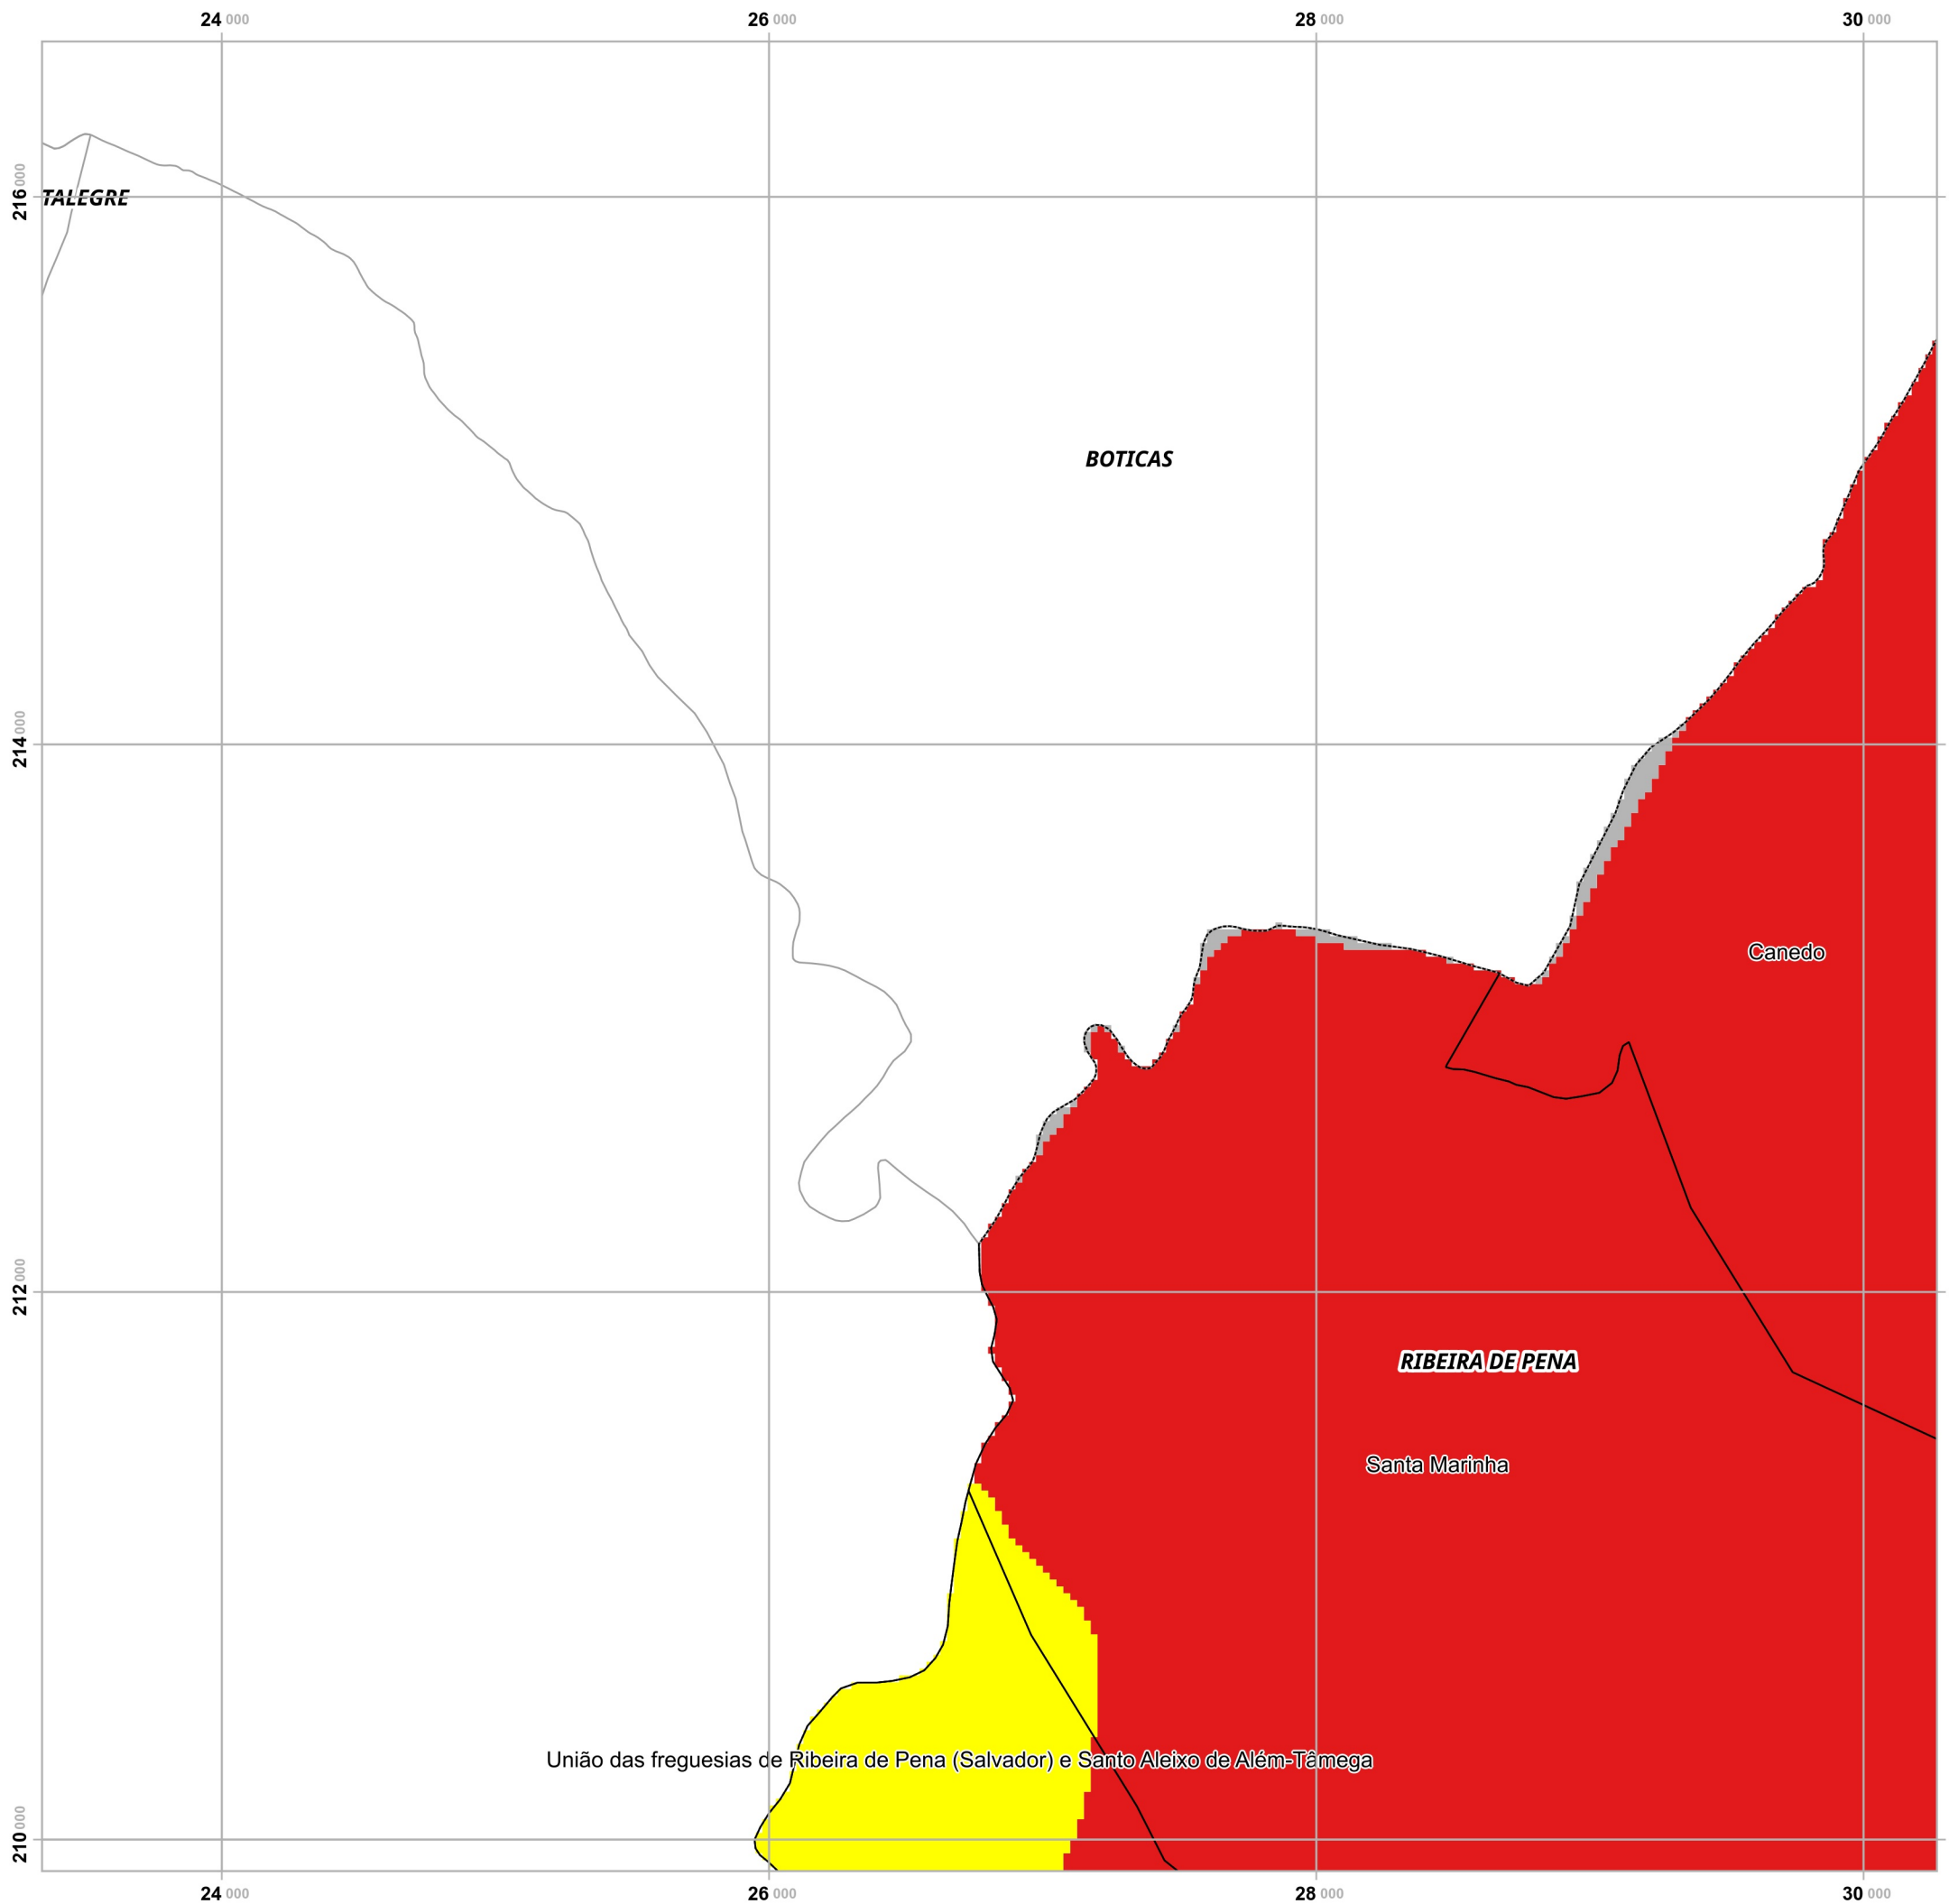 24 000
26 000
28 000
30 000
216 000
TALEGRE
BOTICAS
214 000
Canedo
212 000
RIBEIRA DE PENA
Santa Marinha
União das freguesias de Ribeira de Pena (Salvador) e Santo Aleixo de Além-Tâmega
210 000
24 000
26 000
28 000
30 000